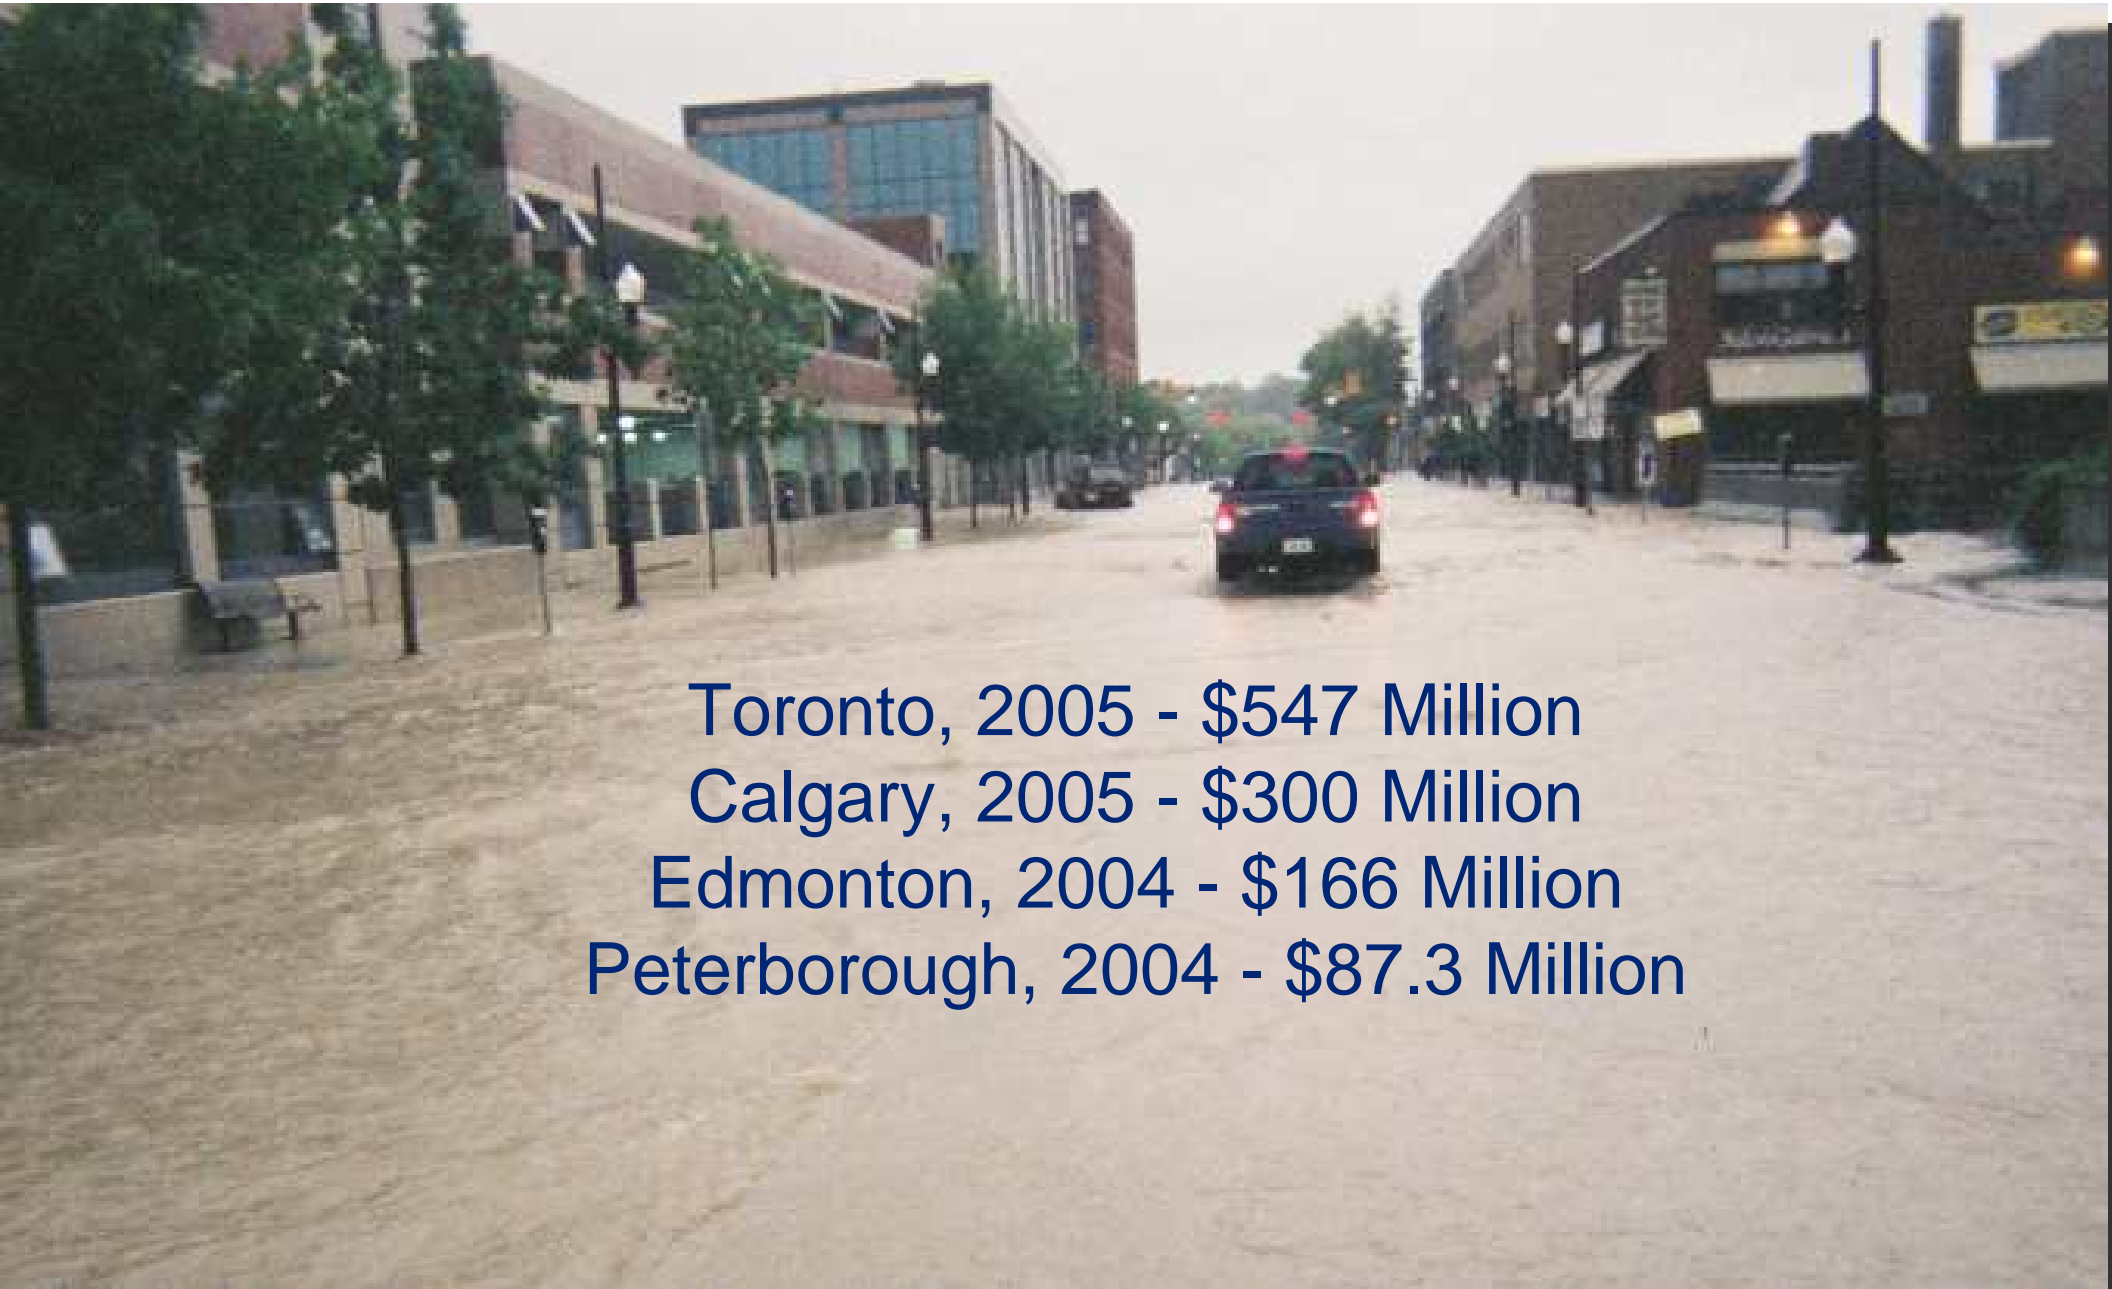 Toronto, 2005 - $547 Million
Calgary, 2005 - $300 Million
Edmonton, 2004 - $166 Million
Peterborough, 2004 - $87.3 Million